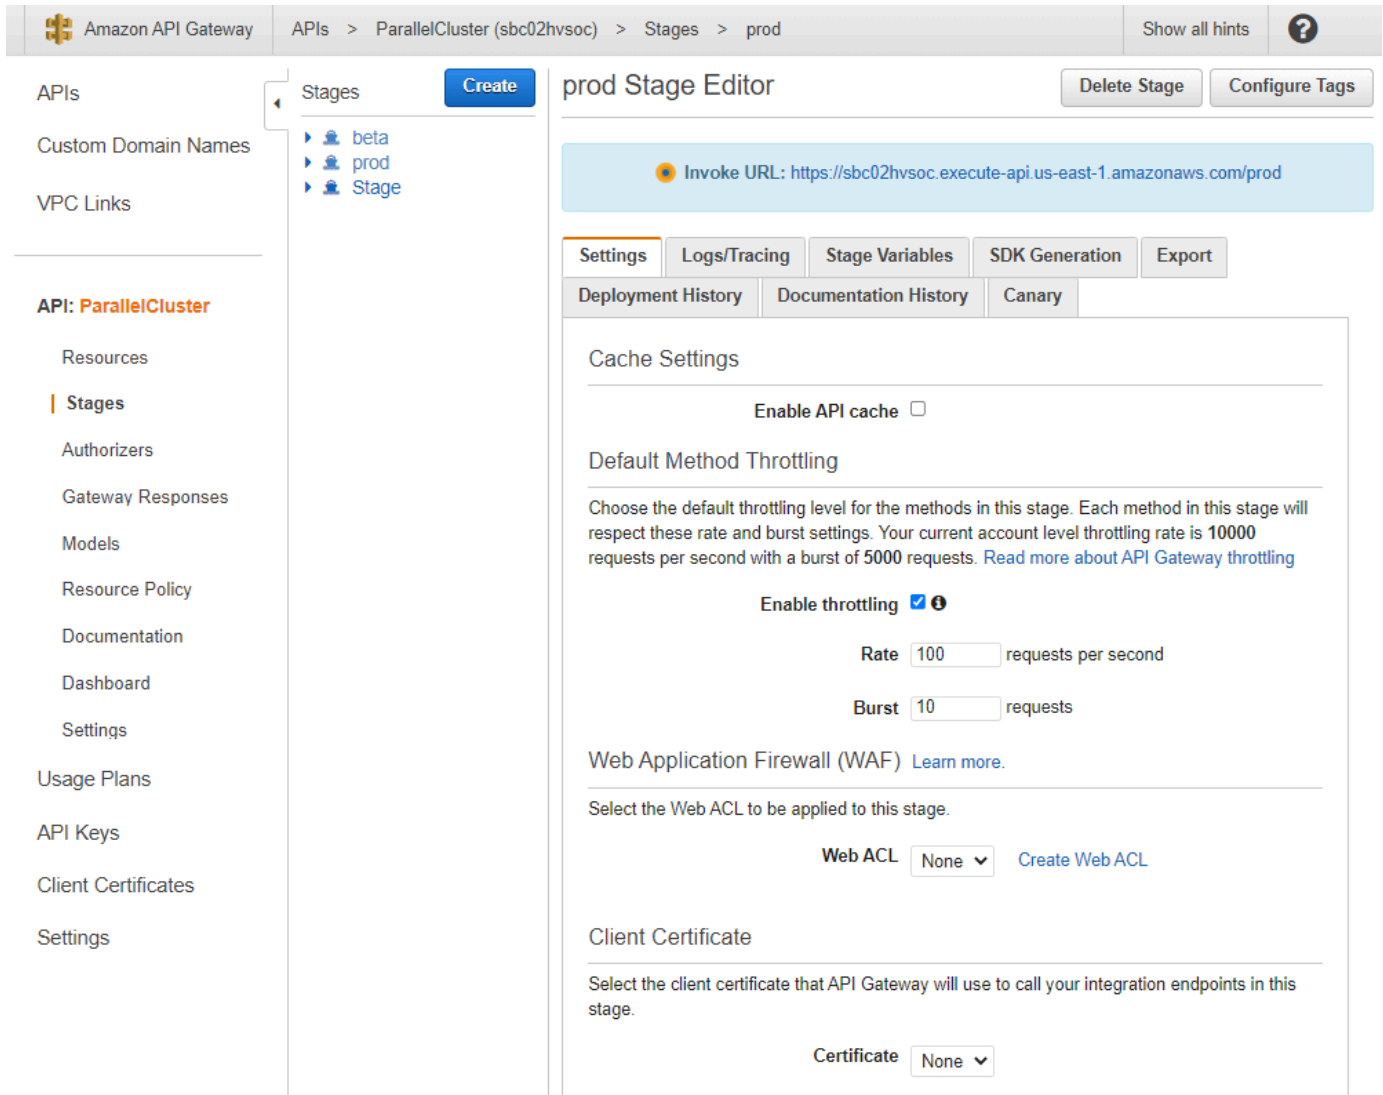 Amazon API Gateway
APIs > ParallelCluster (sbc02hvsoc) > Stages > prod
Show all hints
?
APIs
Custom Domain Names
VPC Links
API: ParallelCluster
Resources
Stages
Authorizers
Gateway Responses
Models
Resource Policy
Documentation
Dashboard
Settings
Usage Plans
API Keys
Client Certificates
Settings
Stages
Create
beta
prod
Stage
prod Stage Editor
Delete Stage
Configure Tags
Invoke URL: https://sbc02hvsoc.execute-api.us-east-1.amazonaws.com/prod
Settings
Logs/Tracing
Stage Variables
SDK Generation
Export
Deployment History
Documentation History
Canary
Cache Settings
Enable API cache
Default Method Throttling
Choose the default throttling level for the methods in this stage. Each method in this stage will
respect these rate and burst settings. Your current account level throttling rate is 10000
requests per second with a burst of 5000 requests. Read more about API Gateway throttling
Enable throttling
Rate 100 requests per second
Burst 10 requests
Web Application Firewall (WAF) Learn more.
Select the Web ACL to be applied to this stage.
Web ACL None Create Web ACL
Client Certificate
Select the client certificate that API Gateway will use to call your integration endpoints in this
stage.
Certificate None